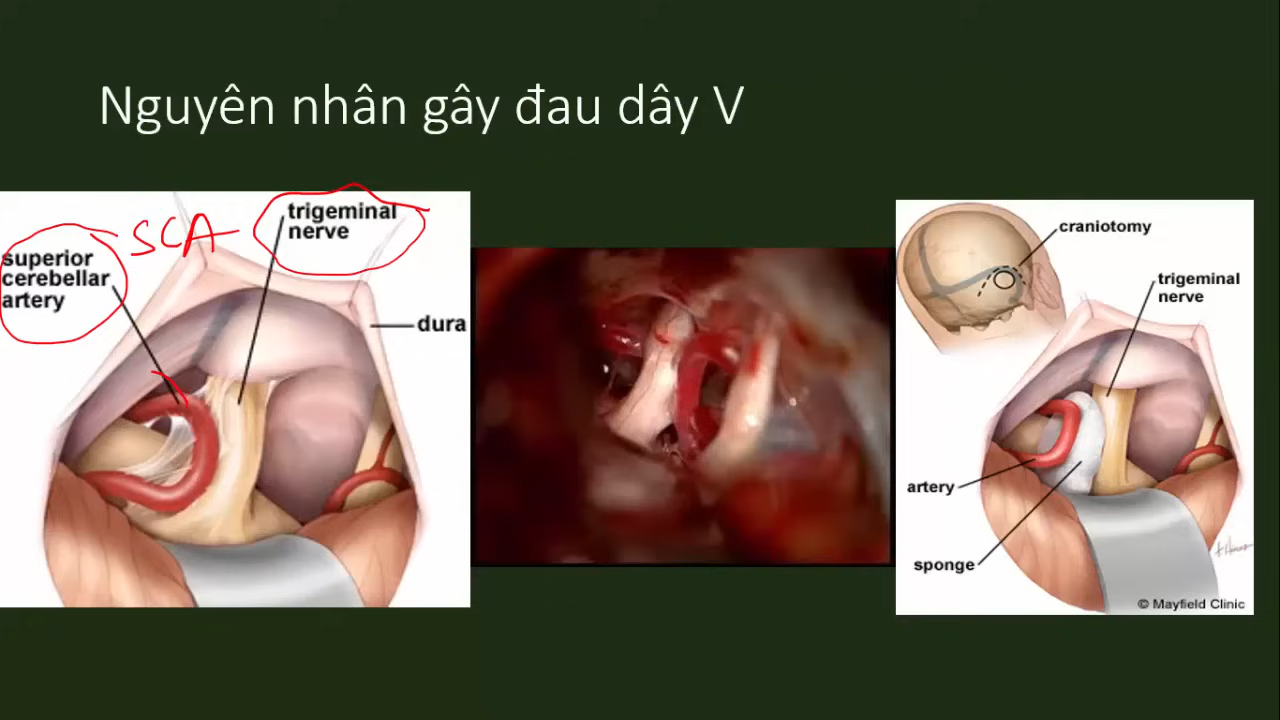 Nguyên nhân gây đau dây V
superior
cerebellar
artery
SCA
trigeminal
nerve
dura
craniotomy
trigeminal
nerve
artery
sponge
© Mayfield Clinic